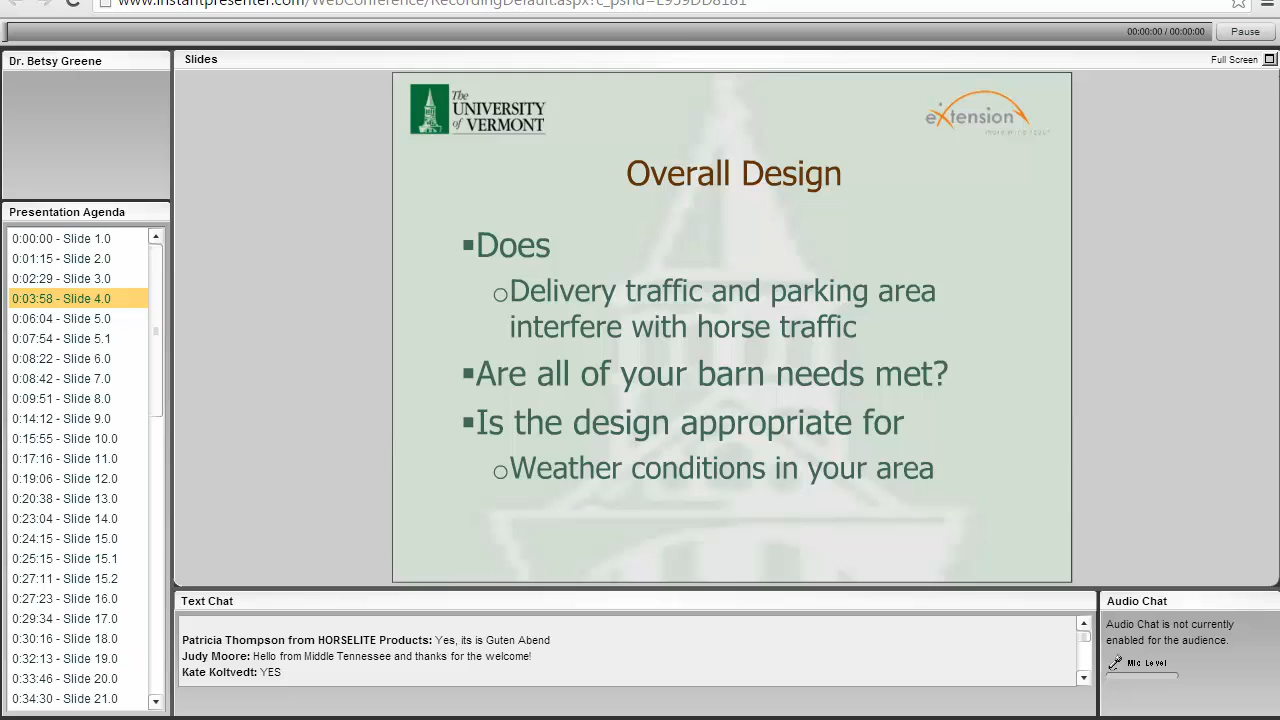 www.instantpresenter.com/WebConference/RecordingDefault.aspx?c_psrid=E959DD8181
00:00:00 / 00:00:00
Pause
Dr. Betsy Greene
Slides
Full Screen
The
UNIVERSITY
of VERMONT
eXtension
Overall Design
▪Does
oDelivery traffic and parking area
interfere with horse traffic
▪Are all of your barn needs met?
▪Is the design appropriate for
oWeather conditions in your area
Presentation Agenda
0:00:00 - Slide 1.0
0:01:15 - Slide 2.0
0:02:29 - Slide 3.0
0:03:58 - Slide 4.0
0:06:04 - Slide 5.0
0:07:54 - Slide 5.1
0:08:22 - Slide 6.0
0:08:42 - Slide 7.0
0:09:51 - Slide 8.0
0:14:12 - Slide 9.0
0:15:55 - Slide 10.0
0:17:16 - Slide 11.0
0:19:06 - Slide 12.0
0:20:38 - Slide 13.0
0:23:04 - Slide 14.0
0:24:15 - Slide 15.0
0:25:15 - Slide 15.1
0:27:11 - Slide 15.2
0:27:23 - Slide 16.0
0:29:34 - Slide 17.0
0:30:16 - Slide 18.0
0:32:13 - Slide 19.0
0:33:46 - Slide 20.0
0:34:30 - Slide 21.0
Text Chat
Patricia Thompson from HORSELITE Products: Yes, its is Guten Abend
Judy Moore: Hello from Middle Tennessee and thanks for the welcome!
Kate Koltvedt: YES
Audio Chat
Audio Chat is not currently
enabled for the audience.
Mic Level